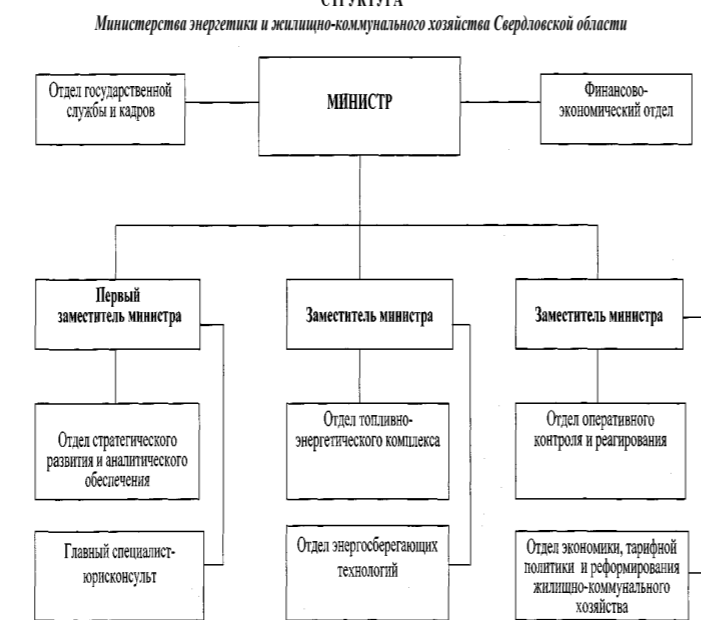 СТРУКТУРА
Министерства энергетики и жилищно-коммунального хозяйства Свердловской области
Отдел государственной
службы и кадров
МИНИСТР
Финансово-
экономический отдел
Первый
заместитель министра
Заместитель министра
Заместитель министра
Отдел стратегического
развития и аналитического
обеспечения
Отдел топливно-
энергетического комплекса
Отдел оперативного
контроля и реагирования
Главный специалист-
юрисконсульт
Отдел энергосберегающих
технологий
Отдел экономики, тарифной
политики и реформирования
жилищно-коммунального
хозяйства